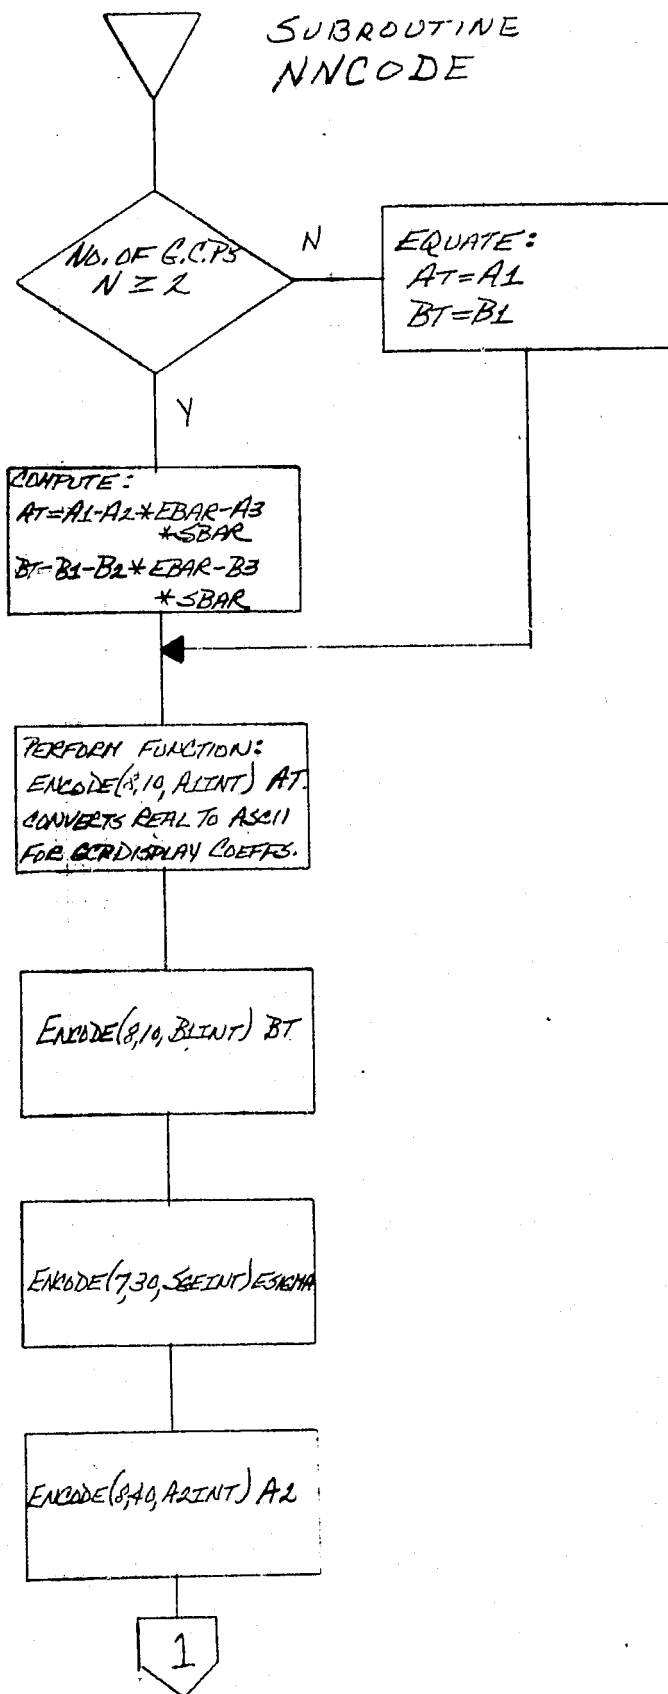 SUBROUTINE
NNCODE
NO. OF G.C.PS
N ≥ 2
N
EQUATE:
AT=A1
BT=B1
Y
COMPUTE:
AT=A1-A2*EBAR-A3
*SBAR
BT=B1-B2*EBAR-B3
*SBAR
PERFORM FUNCTION:
ENCODE(8,10,A1INT) AT.
CONVERTS REAL TO ASCII
FOR GCP DISPLAY COEFFS.
ENCODE(8,10,B1INT) BT
ENCODE(7,30,SGEINT)ESIGMA
ENCODE(8,40,A2INT) A2
1